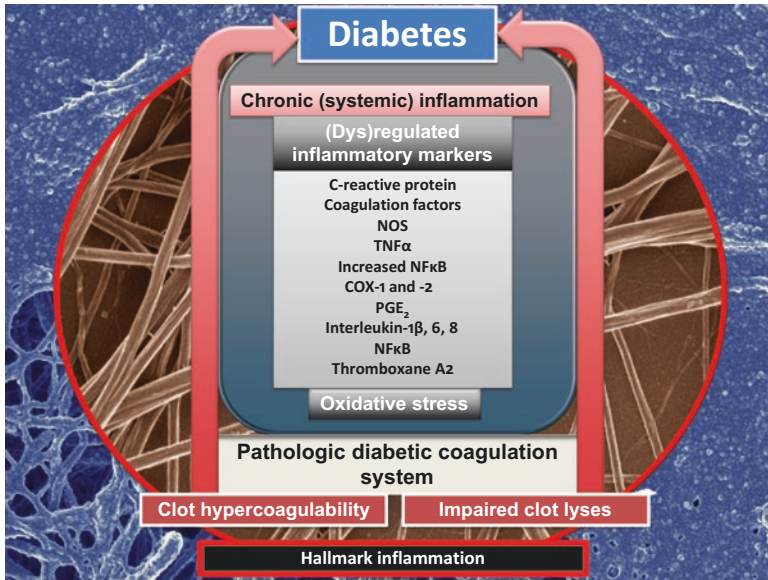 Diabetes
Chronic (systemic) inflammation
(Dys)regulated
inflammatory markers
C-reactive protein
Coagulation factors
NOS
TNFα
Increased NFκB
COX-1 and -2
PGE₂
Interleukin-1β, 6, 8
NFκB
Thromboxane A2
Oxidative stress
Pathologic diabetic coagulation
system
Clot hypercoagulability
Impaired clot lyses
Hallmark inflammation